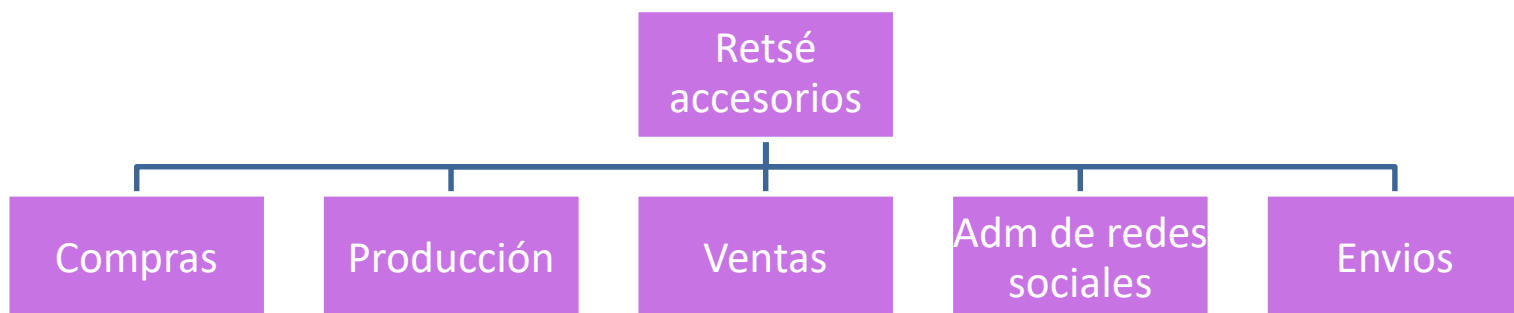 Retsé
accesorios
Compras
Producción
Ventas
Adm de redes
sociales
Envios